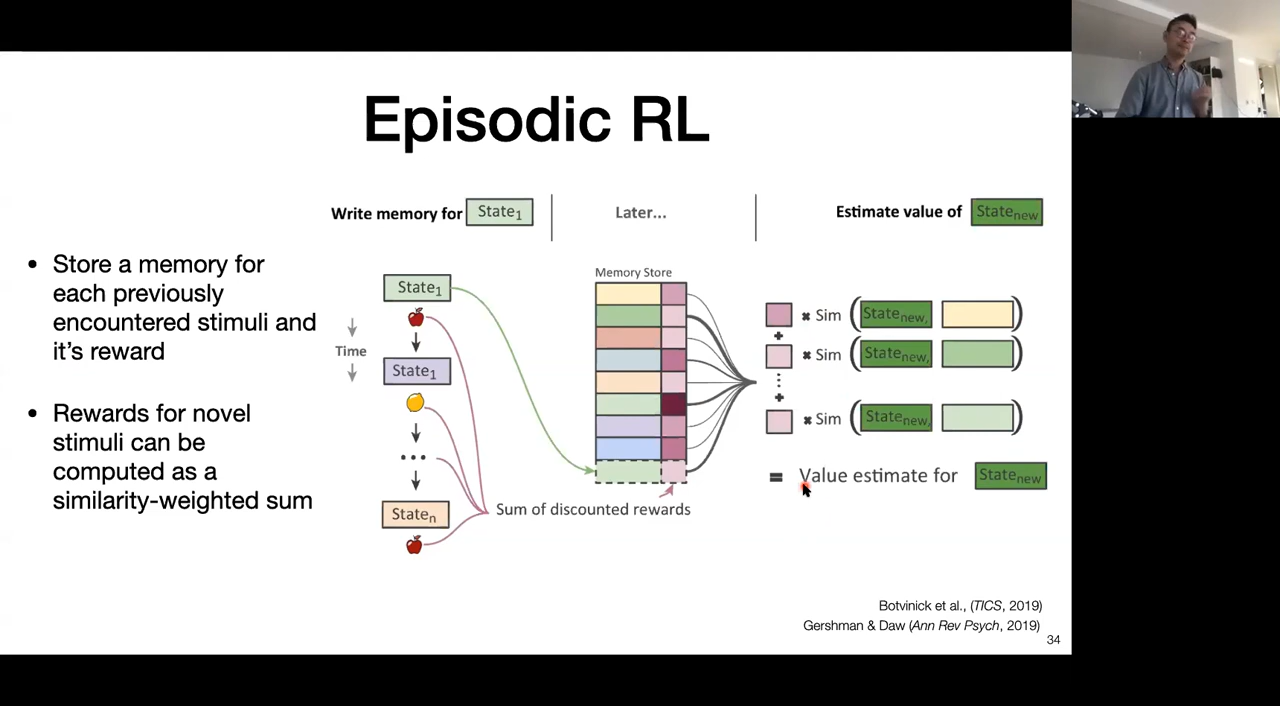 Episodic RL
Write memory for State1
Later...
Estimate value of Statenew
• Store a memory for
each previously
encountered stimuli and
it's reward
• Rewards for novel
stimuli can be
computed as a
similarity-weighted sum
Time
State1
State1
...
Staten
Memory Store
Sum of discounted rewards
× Sim (Statenew, )
+
× Sim (Statenew, )
+
× Sim (Statenew, )
= Value estimate for Statenew
Botvinick et al., (TICS, 2019)
Gershman & Daw (Ann Rev Psych, 2019)
34